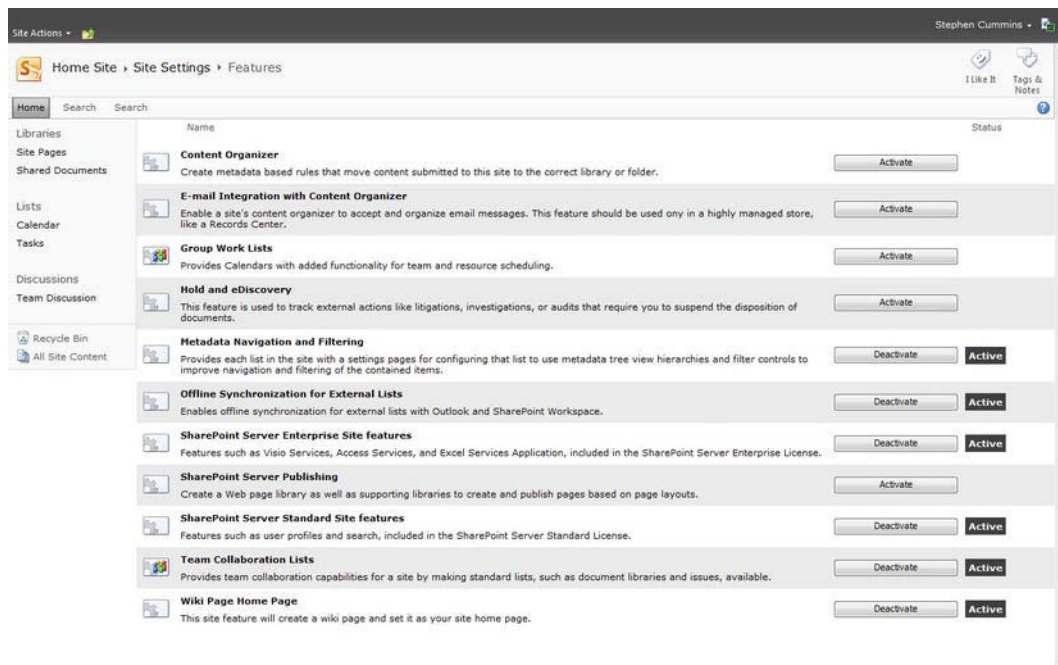 Site Actions
Stephen Cummins
Home Site › Site Settings › Features
I Like It
Tags & Notes
Home Search Search
Libraries
Site Pages
Shared Documents
Lists
Calendar
Tasks
Discussions
Team Discussion
Recycle Bin
All Site Content
Name Status
Content Organizer
Create metadata based rules that move content submitted to this site to the correct library or folder.
Activate
E-mail Integration with Content Organizer
Enable a site's content organizer to accept and organize email messages. This feature should be used ony in a highly managed store,
like a Records Center.
Activate
Group Work Lists
Provides Calendars with added functionality for team and resource scheduling.
Activate
Hold and eDiscovery
This feature is used to track external actions like litigations, investigations, or audits that require you to suspend the disposition of
documents.
Activate
Metadata Navigation and Filtering
Provides each list in the site with a settings pages for configuring that list to use metadata tree view hierarchies and filter controls to
improve navigation and filtering of the contained items.
Deactivate Active
Offline Synchronization for External Lists
Enables offline synchronization for external lists with Outlook and SharePoint Workspace.
Deactivate Active
SharePoint Server Enterprise Site features
Features such as Visio Services, Access Services, and Excel Services Application, included in the SharePoint Server Enterprise License.
Deactivate Active
SharePoint Server Publishing
Create a Web page library as well as supporting libraries to create and publish pages based on page layouts.
Activate
SharePoint Server Standard Site features
Features such as user profiles and search, included in the SharePoint Server Standard License.
Deactivate Active
Team Collaboration Lists
Provides team collaboration capabilities for a site by making standard lists, such as document libraries and issues, available.
Deactivate Active
Wiki Page Home Page
This site feature will create a wiki page and set it as your site home page.
Deactivate Active